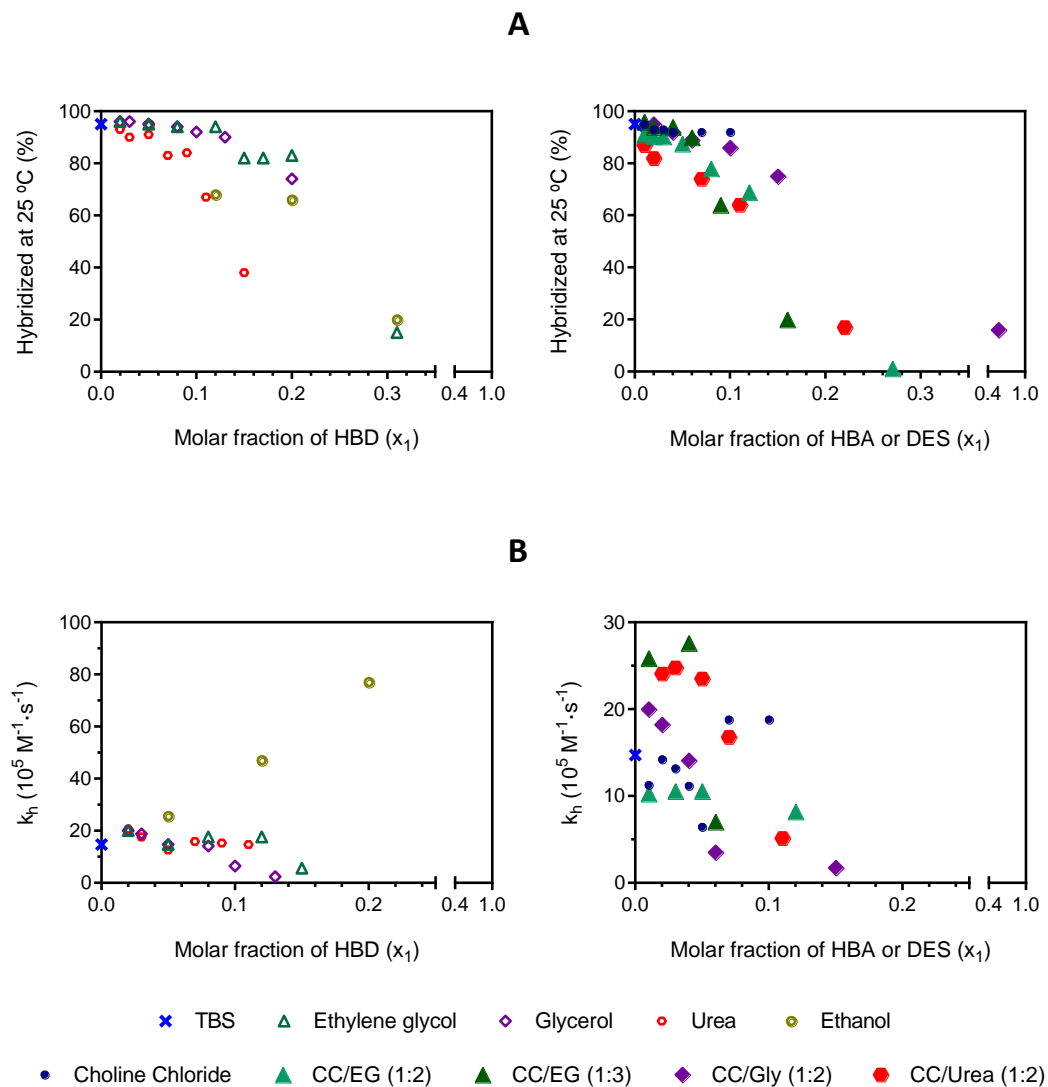 A
Hybridized at 25 ºC (%)
100
80
60
40
20
0
0.0 0.1 0.2 0.3 0.4 1.0
Molar fraction of HBD (x₁)
Hybridized at 25 ºC (%)
100
80
60
40
20
0
0.0 0.1 0.2 0.3 0.4 1.0
Molar fraction of HBA or DES (x₁)
B
kₕ (10⁵ M⁻¹·s⁻¹)
100
80
60
40
20
0
0.0 0.1 0.2 0.4 1.0
Molar fraction of HBD (x₁)
kₕ (10⁵ M⁻¹·s⁻¹)
30
20
10
0
0.0 0.1 0.2 0.4 1.0
Molar fraction of HBA or DES (x₁)
TBS Ethylene glycol Glycerol Urea Ethanol
Choline Chloride CC/EG (1:2) CC/EG (1:3) CC/Gly (1:2) CC/Urea (1:2)